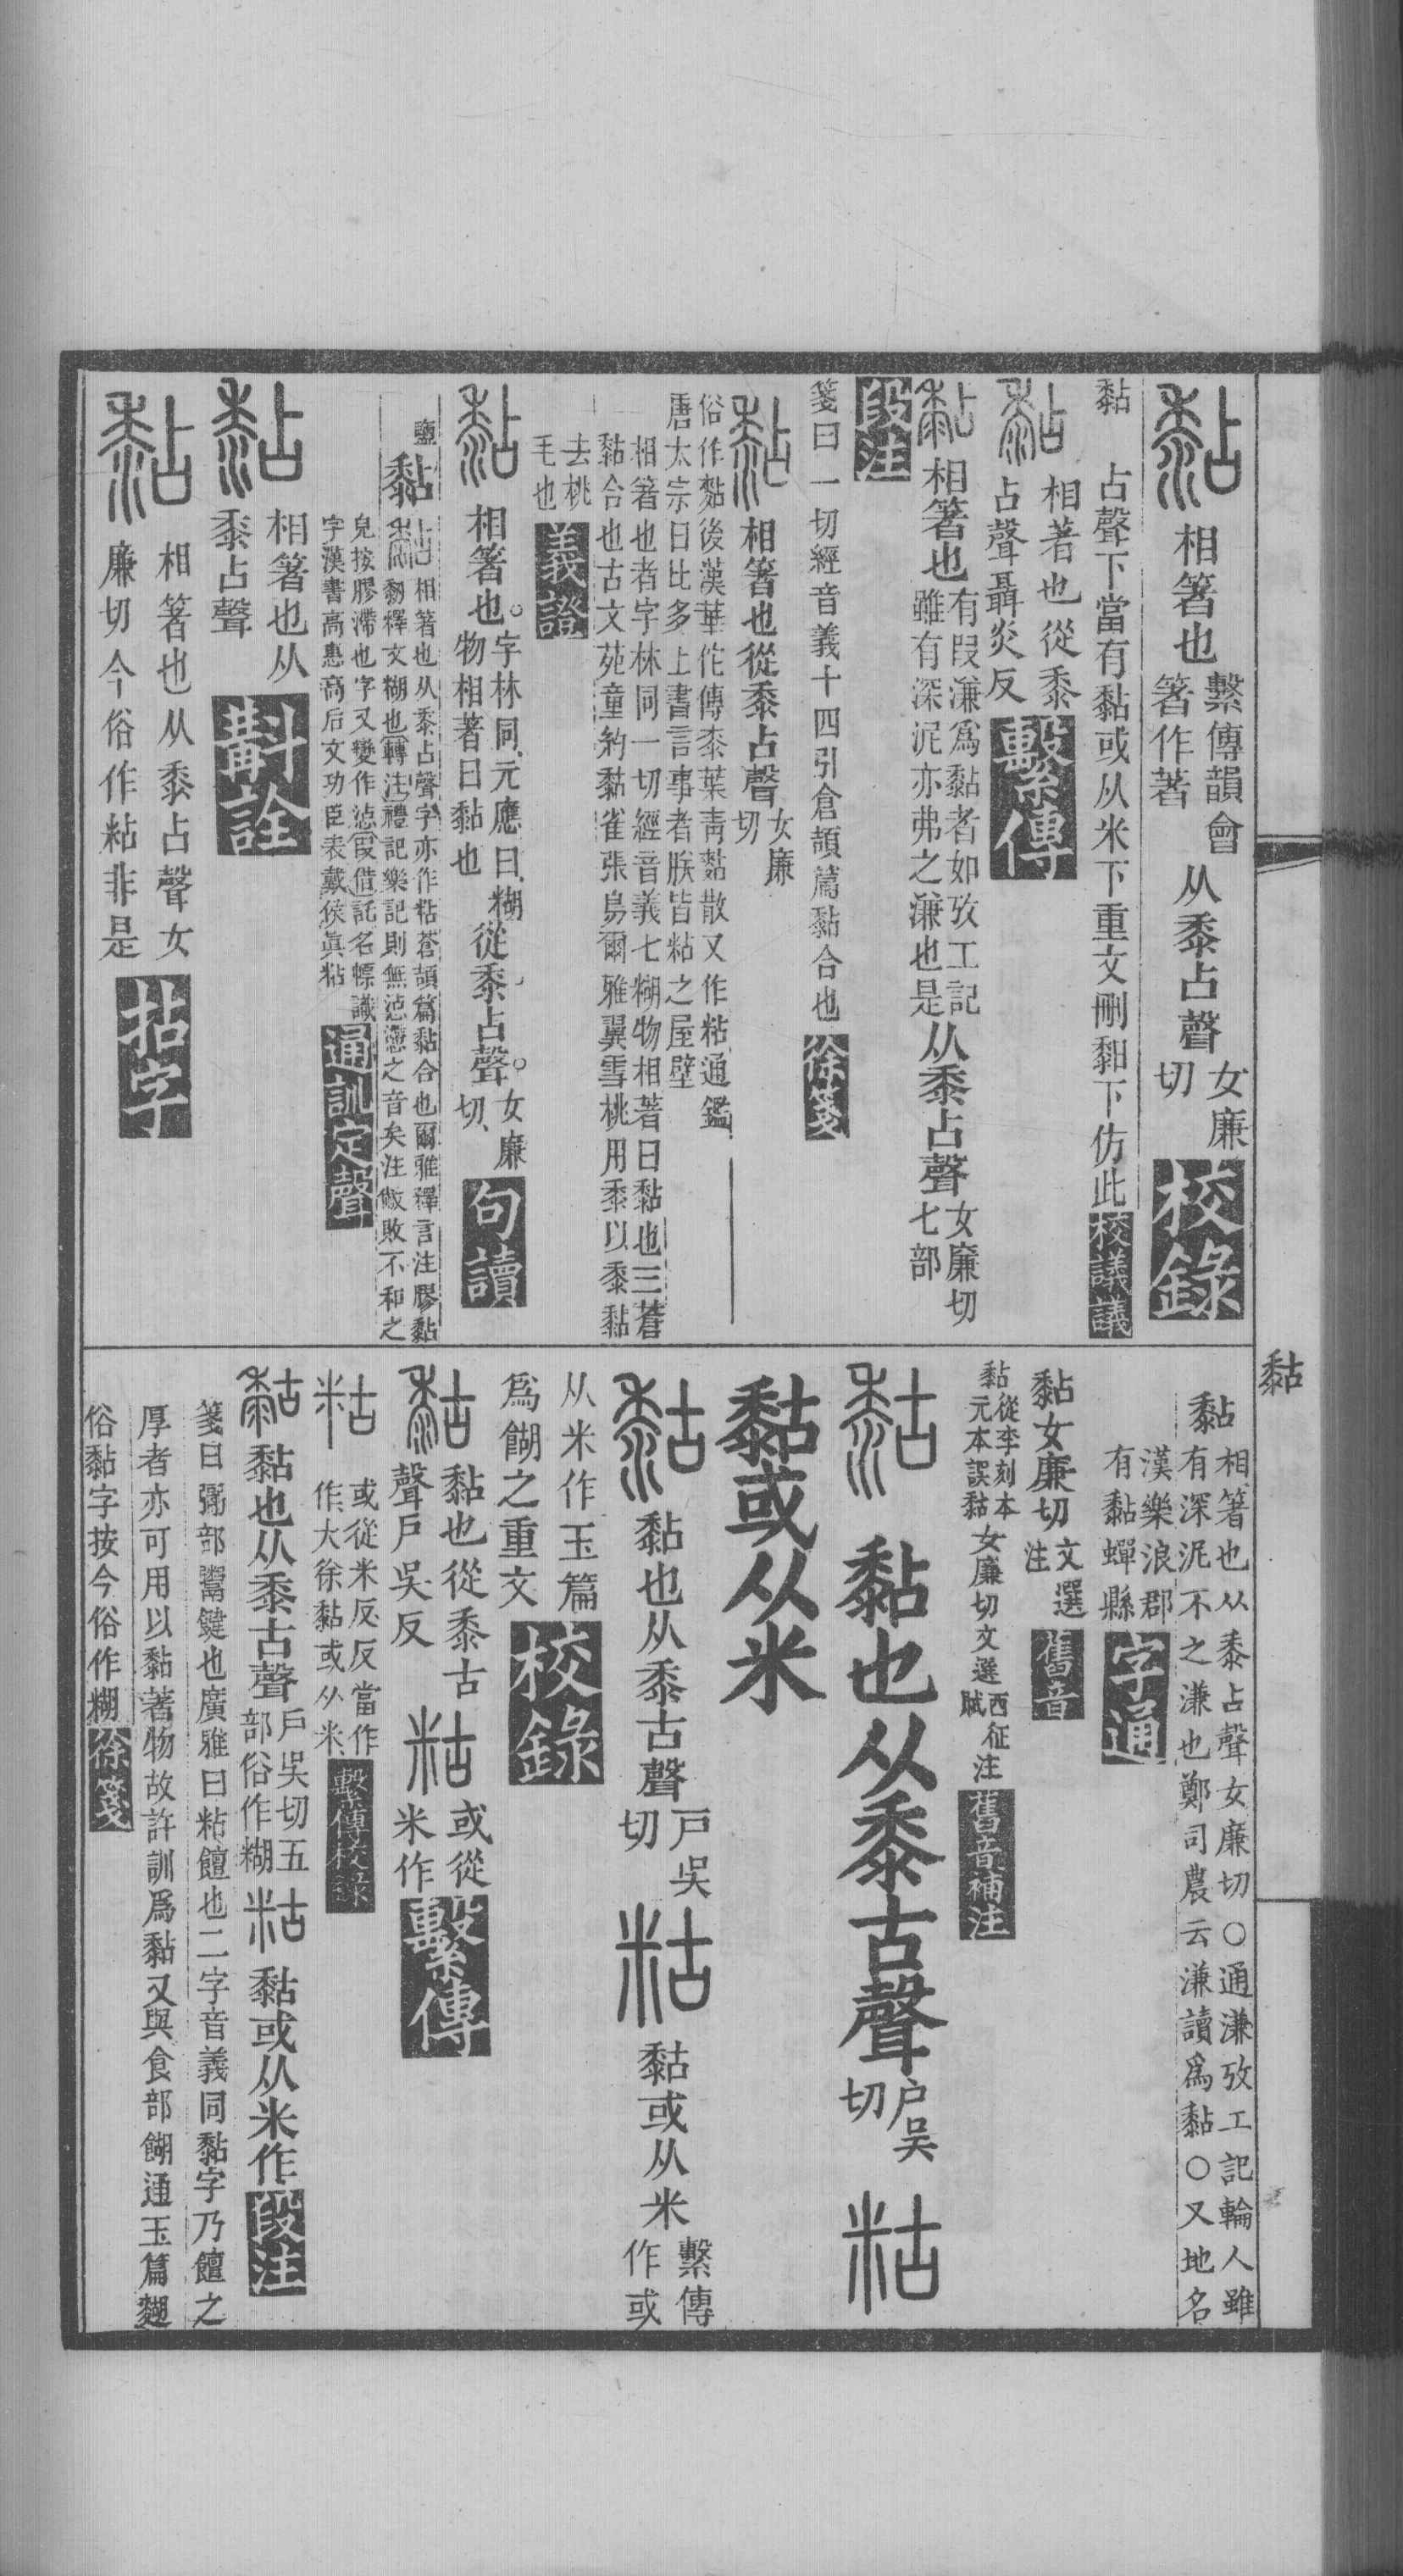 黏
相箸也
繫傳韻會
箸作著
从黍占聲
女廉
切
校錄
黏 占聲下當有黏或从米下重文刪黏下仿此
校議議
黏
相著也從黍
占聲聶炎反
繫傳
黏
相箸也
有叚溓爲黏者如攷工記
雖有深泥亦弗之溓也是
从黍占聲
女廉切
七部
段注
箋曰一切經音義十四引倉頡篇黏合也
徐箋
黏
相箸也從黍占聲
女廉
切
俗作䴴後漢華佗傳桼葉靑黏散又作粘通鑑
唐太宗曰比多上書言事者朕皆粘之屋壁
相箸也者字林同一切經音義七糊物相著曰黏也三蒼
黏合也古文苑童約黏雀張鳥爾雅翼雪桃用黍以黍黏
去桃
毛也
義證
黏
相箸也
字林同元應曰糊
物相著曰黏也
從黍占聲
女廉
切
句讀
黏
相箸也从黍占聲字亦作粘蒼頡篇黏合也爾雅釋言注膠黏
釋文糊也轉注禮記樂記則無惉懘之音矣注敝敗不和之
皃按膠滯也字又變作惉叚借託名幖識
字漢書高惠高后文功臣表戴侯眞粘
通訓定聲
黏
相箸也从
黍占聲
斠詮
黏
相箸也从黍占聲女
廉切今俗作粘非是
拈字
黏
相箸也从黍占聲女廉切○通溓攷工記輪人雖
有深泥不之溓也鄭司農云溓讀爲黏○又地名
漢樂浪郡
有黏蟬縣
字通
黏女廉切
文選
注
舊音
黏
從李刻本
元本誤黏
女廉切文選
西征
賦
注
舊音補注
黏
黏也从黍古聲
戶吳
切
粘
黏或从米
黏
黏也从黍古聲
戶吳
切
粘
黏或从米
繫傳
作或
从米作玉篇
爲餬之重文
校錄
黏
黏也從黍古
聲戶吳反
粘
或從
米作
繫傳
粘
或從米反反當作
作大徐黏或从米
繫傳校錄
黏
黏也从黍古聲
戶吳切五
部俗作糊
粘
黏或从米作
段注
箋曰䰞部鬻鍵也廣雅曰粘饘也二字音義同黏字乃饘之
厚者亦可用以黏著物故許訓爲黏又與食部餬通玉篇䴺
俗黏字按今俗作糊
徐箋
黏